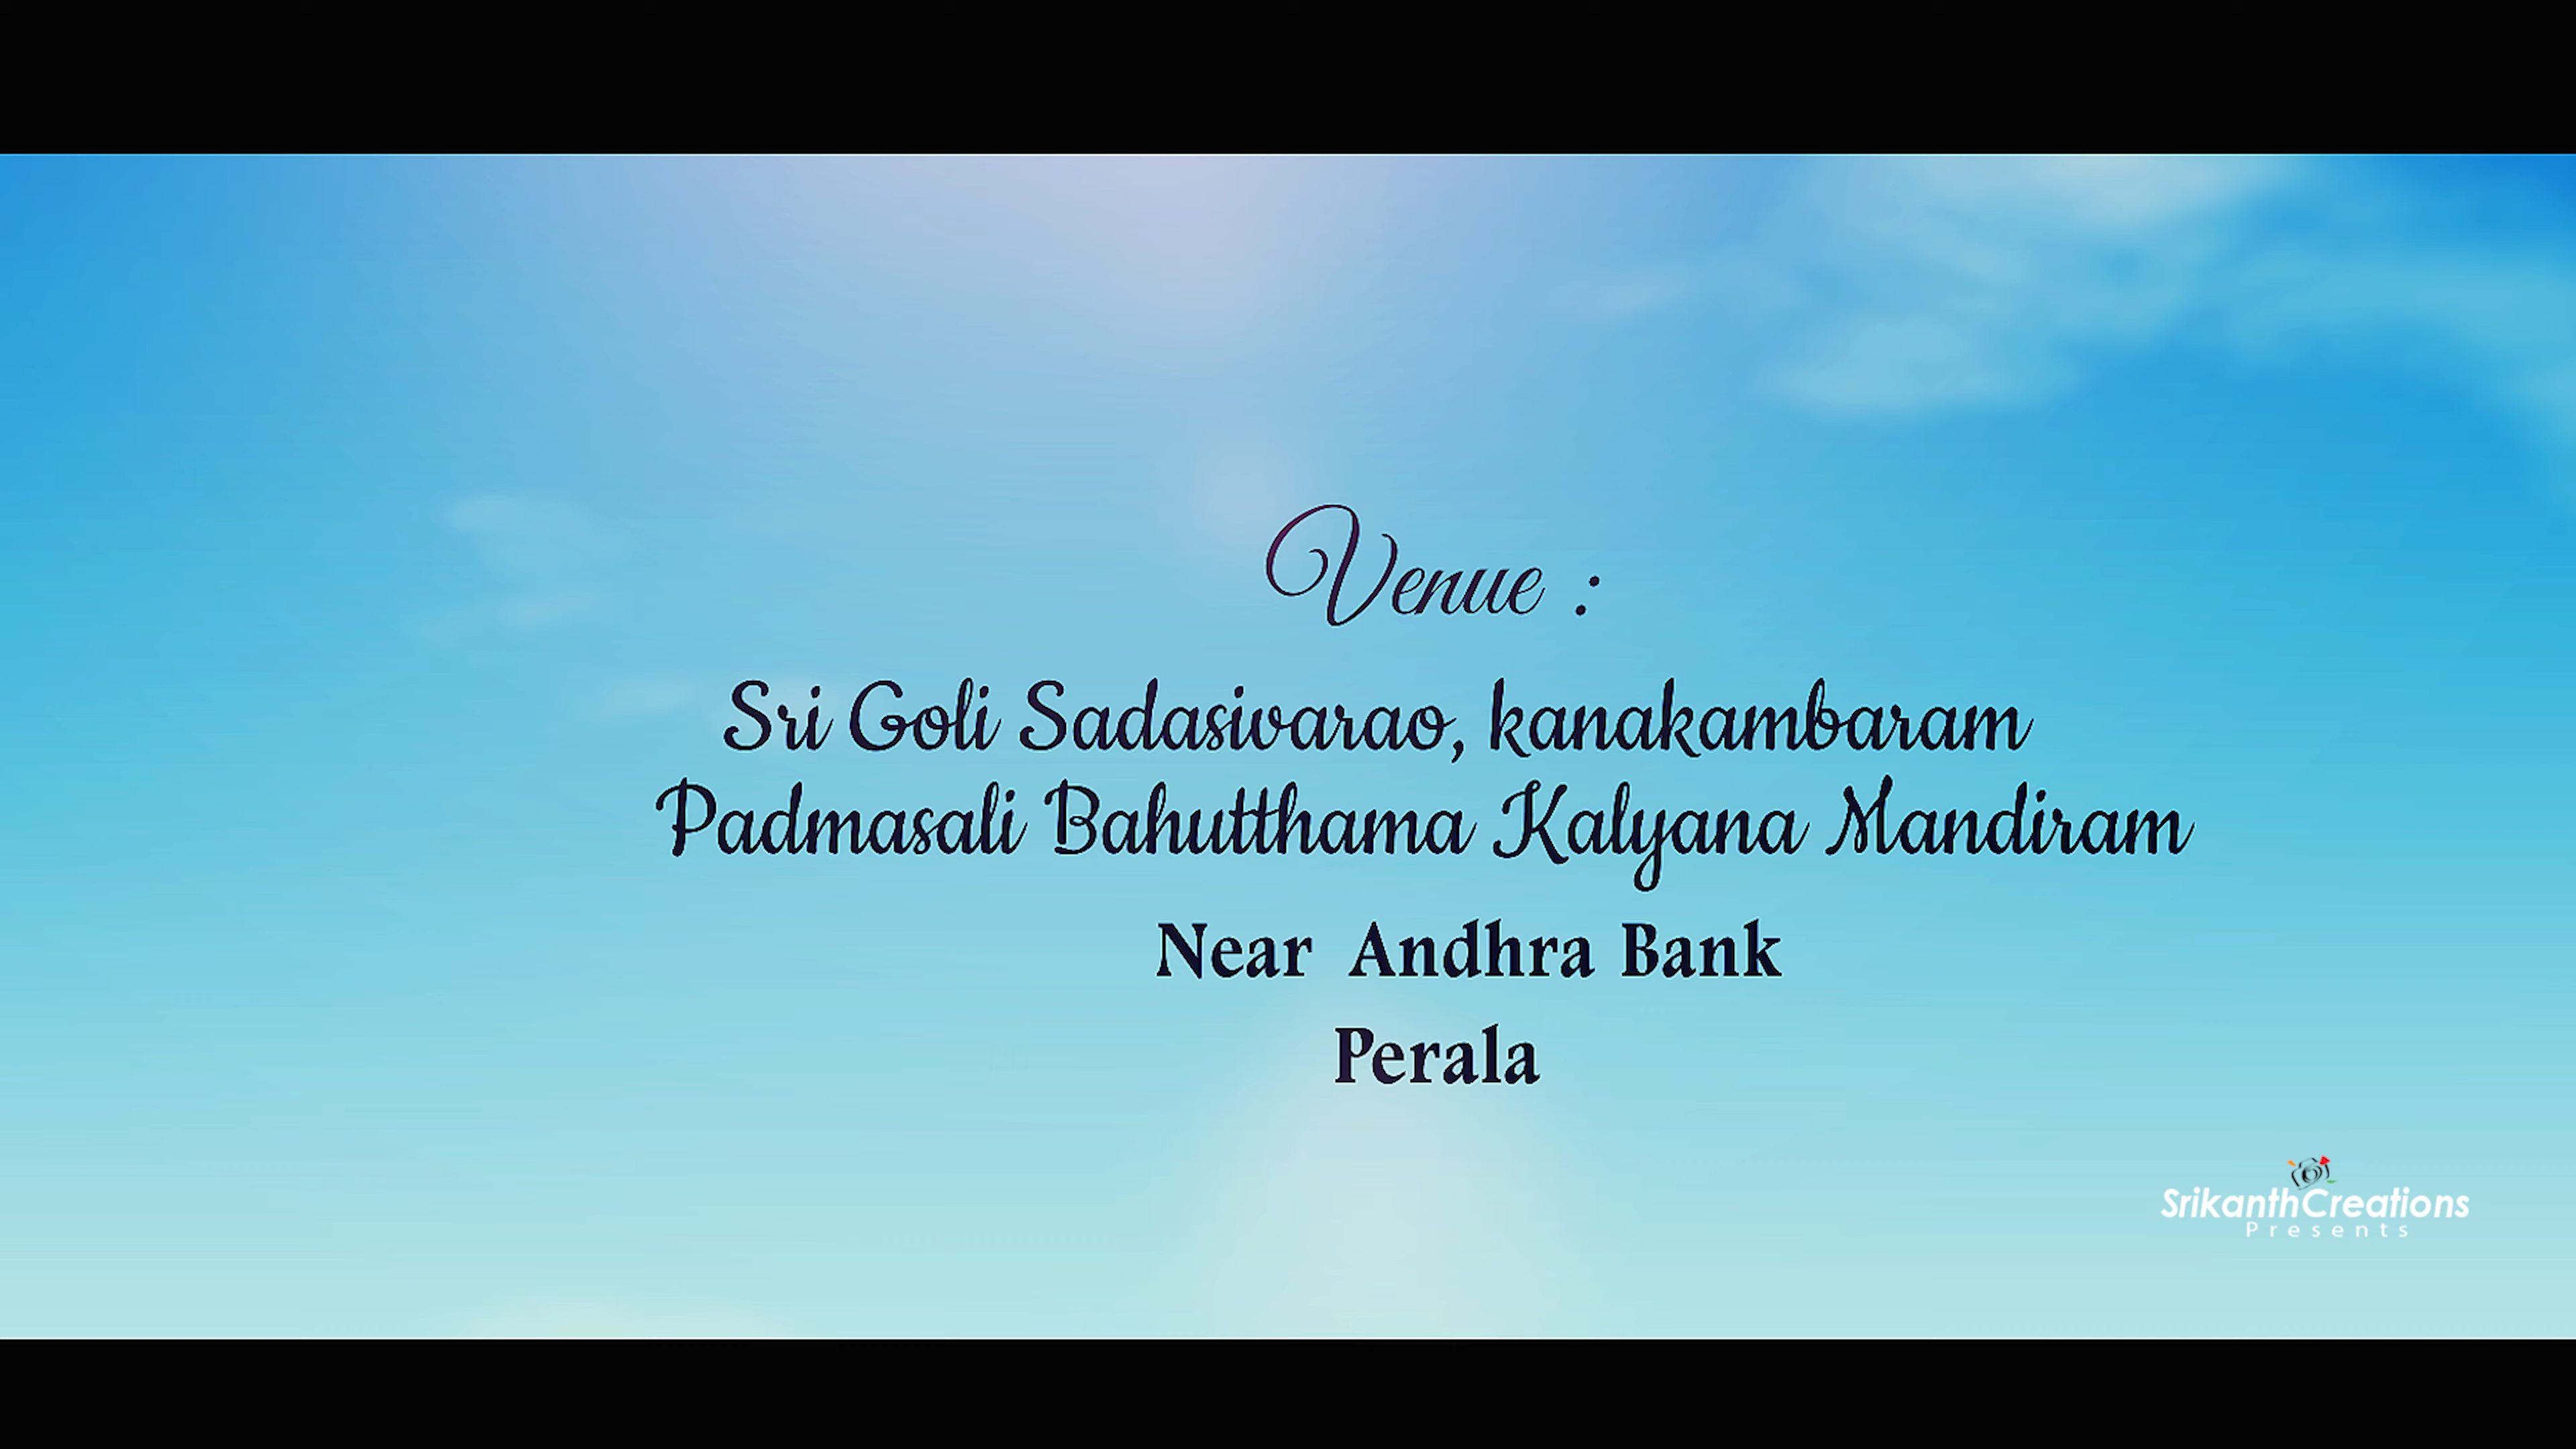 Venue :
Sri Goli Sadasivarao, kanakambaram
Padmasali Bahutthama Kalyana Mandiram
Near Andhra Bank
Perala
SrikanthCreations
Presents